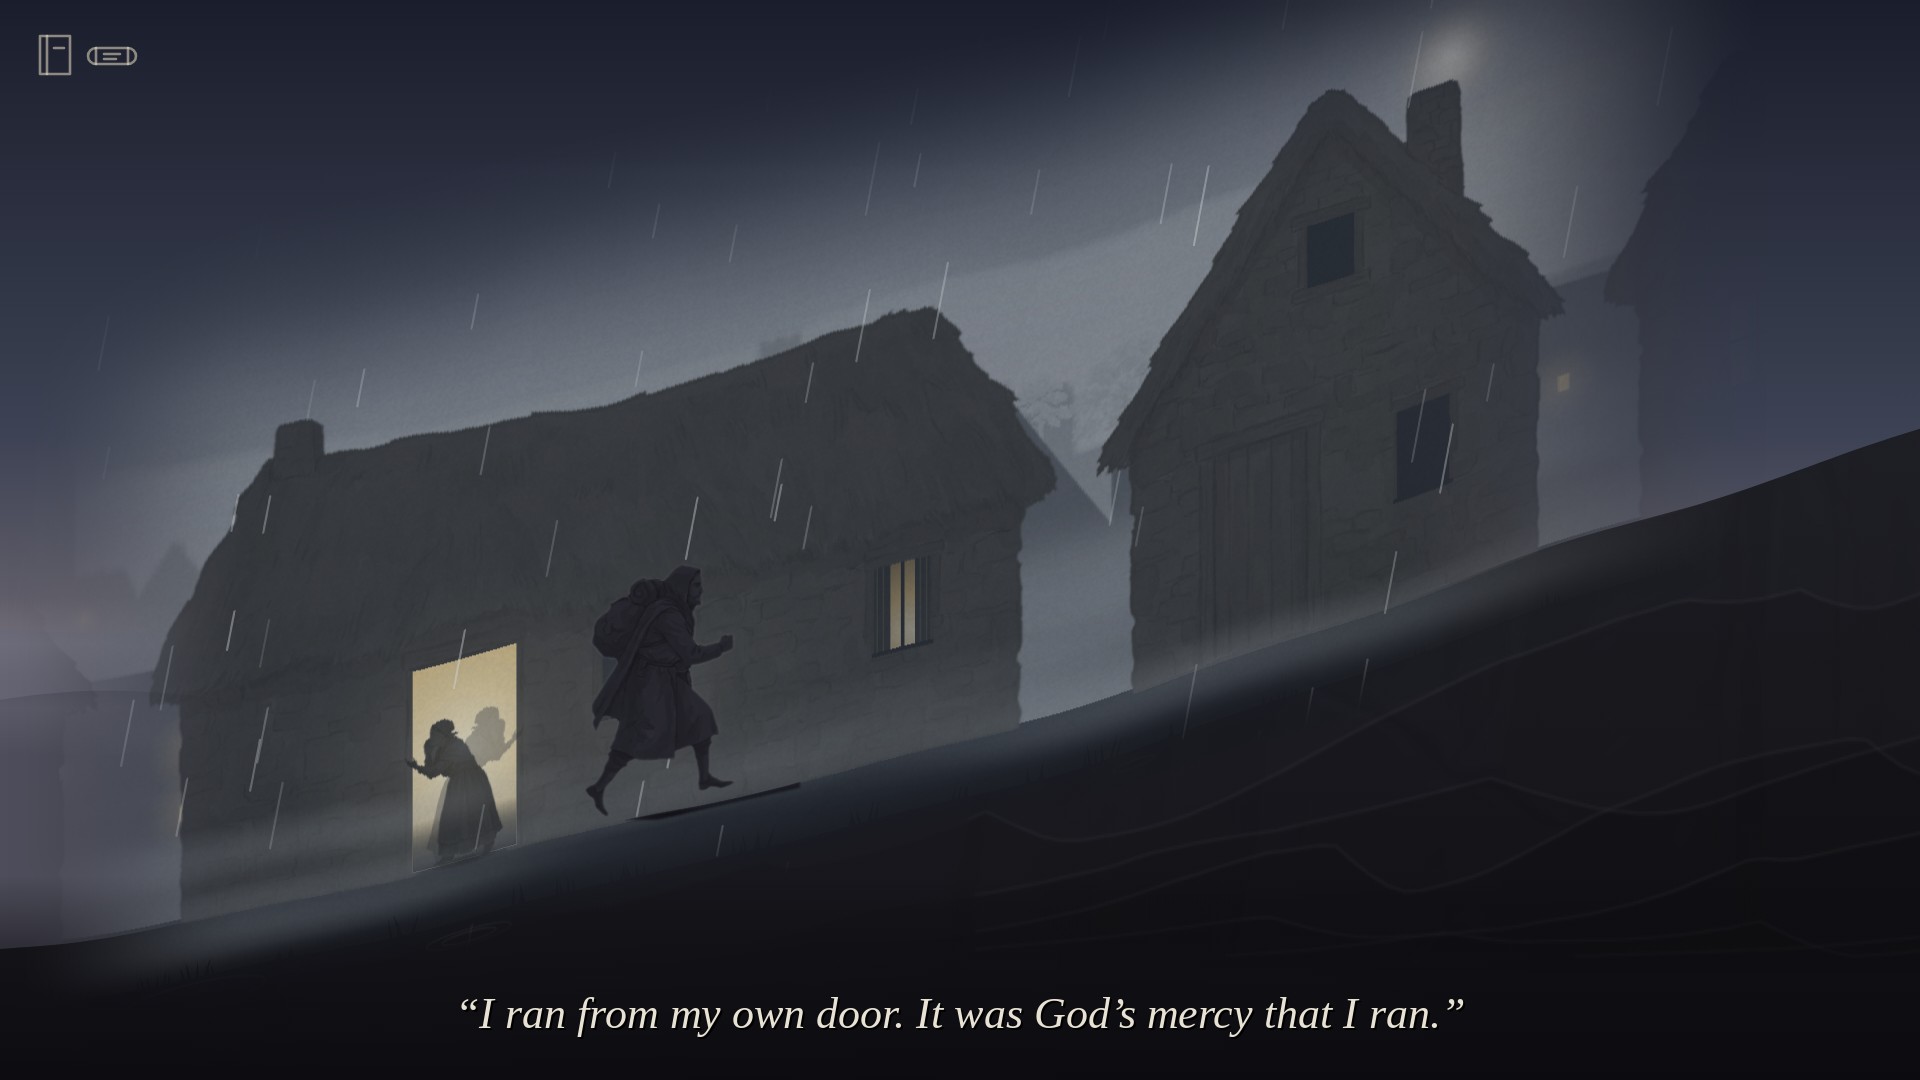 “I ran from my own door. It was God’s mercy that I ran.”